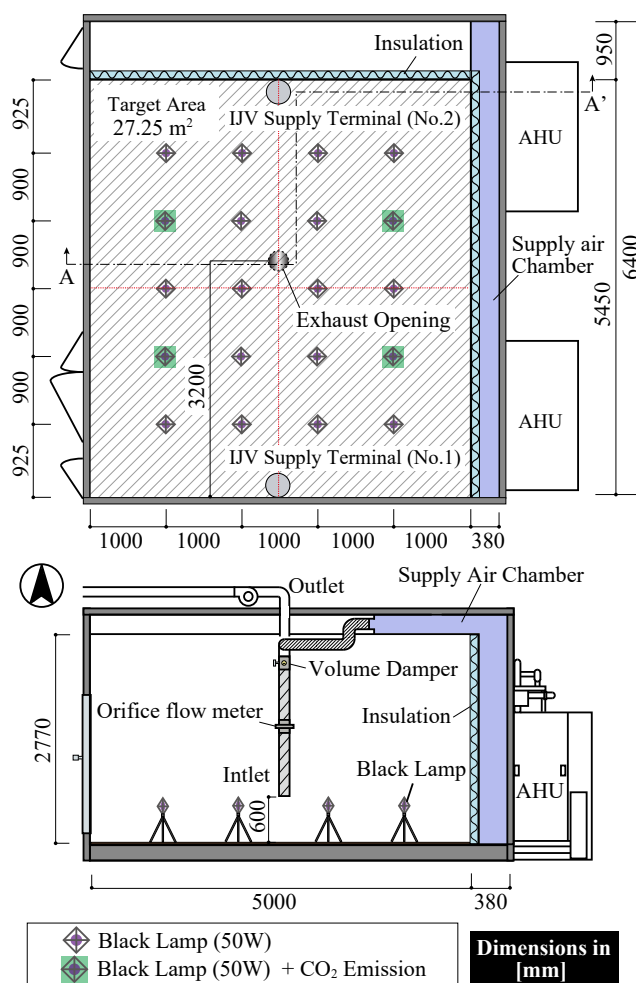 Insulation
950
925
Target Area
27.25 m²
IJV Supply Terminal (No.2)
A'
AHU
900
900
A
Supply air
Chamber
Exhaust Opening
6400
5450
900
3200
900
AHU
925
IJV Supply Terminal (No.1)
1000
1000
1000
1000
1000
380
Outlet
Supply Air Chamber
Volume Damper
Orifice flow meter
Insulation
2770
Intlet
Black Lamp
600
AHU
5000
380
Black Lamp (50W)
Black Lamp (50W) + CO₂ Emission
Dimensions in
[mm]